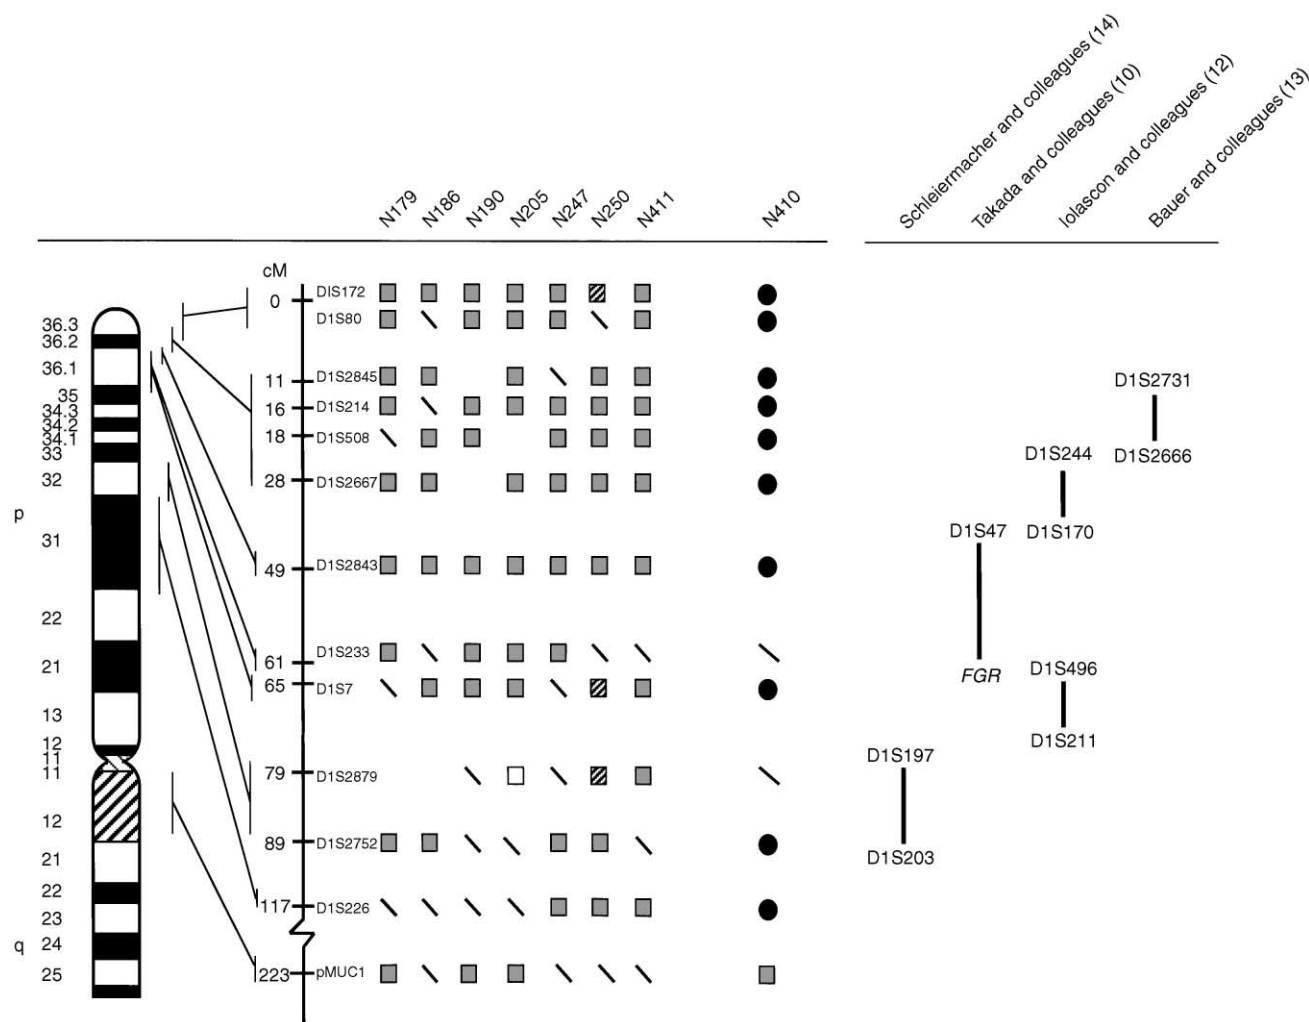 Schleiermacher and colleagues (14)
Takada and colleagues (10)
Iolascon and colleagues (12)
Bauer and colleagues (13)
N179 N186 N190 N205 N247 N250 N411 N410
cM
0 DIS172
D1S80
11 D1S2845
16 D1S214
18 D1S508
28 D1S2667
49 D1S2843
61 D1S233
65 D1S7
79 D1S2879
89 D1S2752
117 D1S226
223 pMUC1
36.3
36.2
36.1
35
34.3
34.2
34.1
33
32
p
31
22
21
13
12
11
11
12
21
22
23
q
24
25
D1S2731
D1S2666
D1S244
D1S170
D1S47
FGR
D1S496
D1S211
D1S197
D1S203